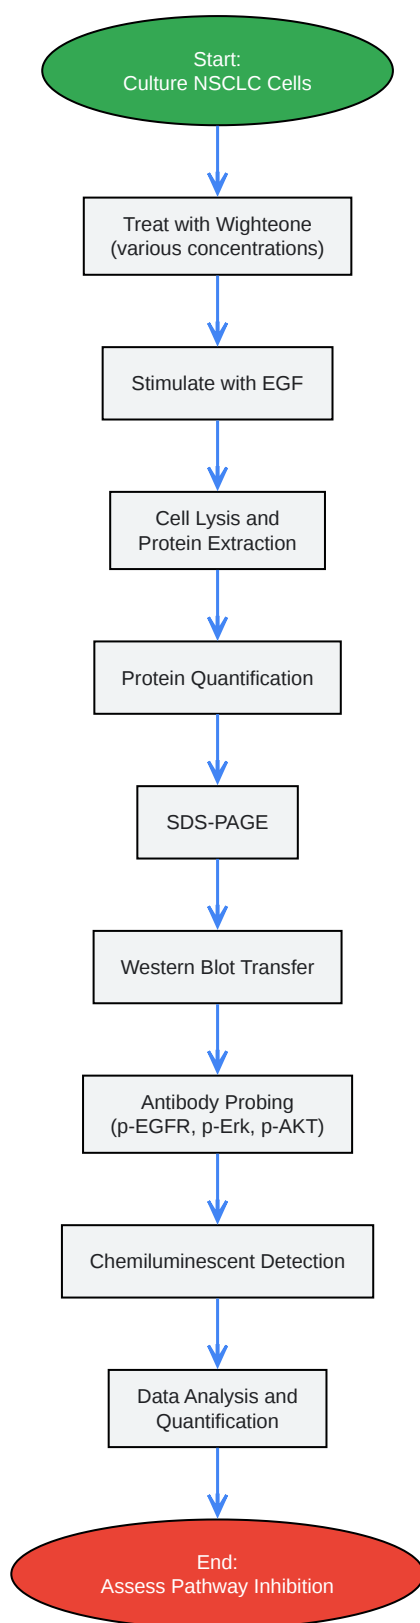 Start:
Culture NSCLC Cells
Treat with Wighteone
(various concentrations)
Stimulate with EGF
Cell Lysis and
Protein Extraction
Protein Quantification
SDS-PAGE
Western Blot Transfer
Antibody Probing
(p-EGFR, p-Erk, p-AKT)
Chemiluminescent Detection
Data Analysis and
Quantification
End:
Assess Pathway Inhibition